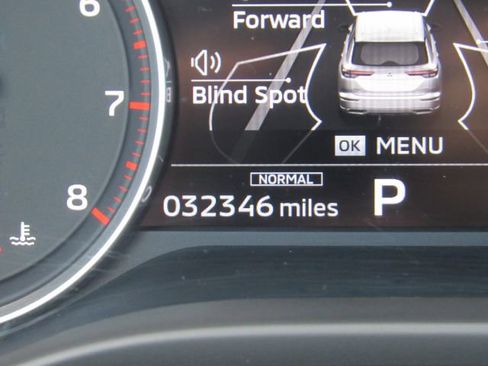 6
Forward
Blind Spot
7
OK MENU
NORMAL
8
032346 miles P